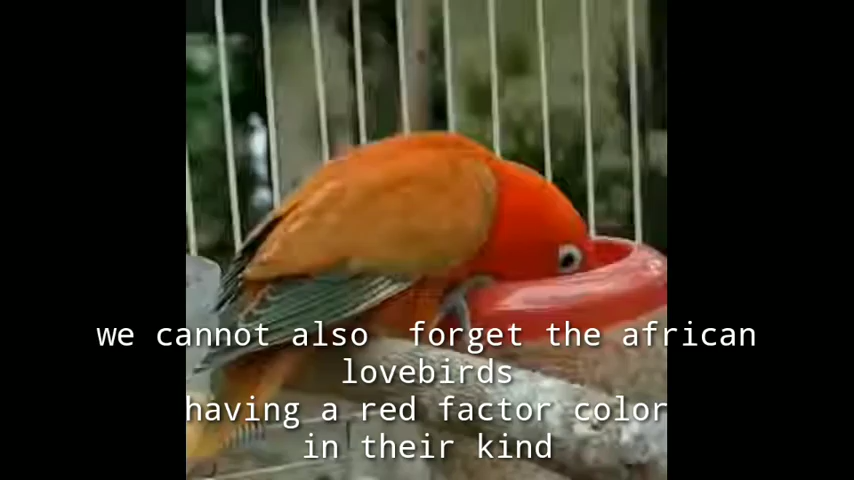 we cannot also  forget the african
lovebirds
having a red factor color
in their kind